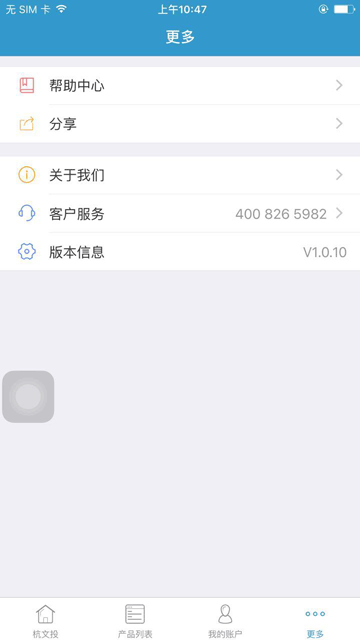 无 SIM 卡 上午10:47
更多
帮助中心
分享
关于我们
客户服务 400 826 5982
版本信息 V1.0.10
杭文投 产品列表 我的账户 更多